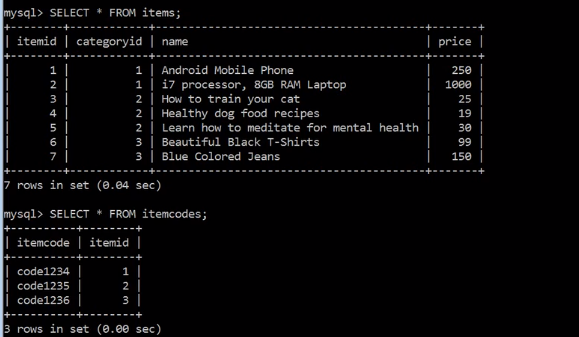 mysql> SELECT * FROM items;
+--------+------------+----------------------------------------+-------+
| itemid | categoryid | name                                   | price |
+--------+------------+----------------------------------------+-------+
|      1 |          1 | Android Mobile Phone                   |   250 |
|      2 |          1 | i7 processor, 8GB RAM Laptop           |  1000 |
|      3 |          2 | How to train your cat                  |    25 |
|      4 |          2 | Healthy dog food recipes               |    19 |
|      5 |          2 | Learn how to meditate for mental health |    30 |
|      6 |          3 | Beautiful Black T-Shirts               |    99 |
|      7 |          3 | Blue Colored Jeans                     |   150 |
+--------+------------+----------------------------------------+-------+
7 rows in set (0.04 sec)
mysql> SELECT * FROM itemcodes;
+----------+--------+
| itemcode | itemid |
+----------+--------+
| code1234 |      1 |
| code1235 |      2 |
| code1236 |      3 |
+----------+--------+
3 rows in set (0.00 sec)